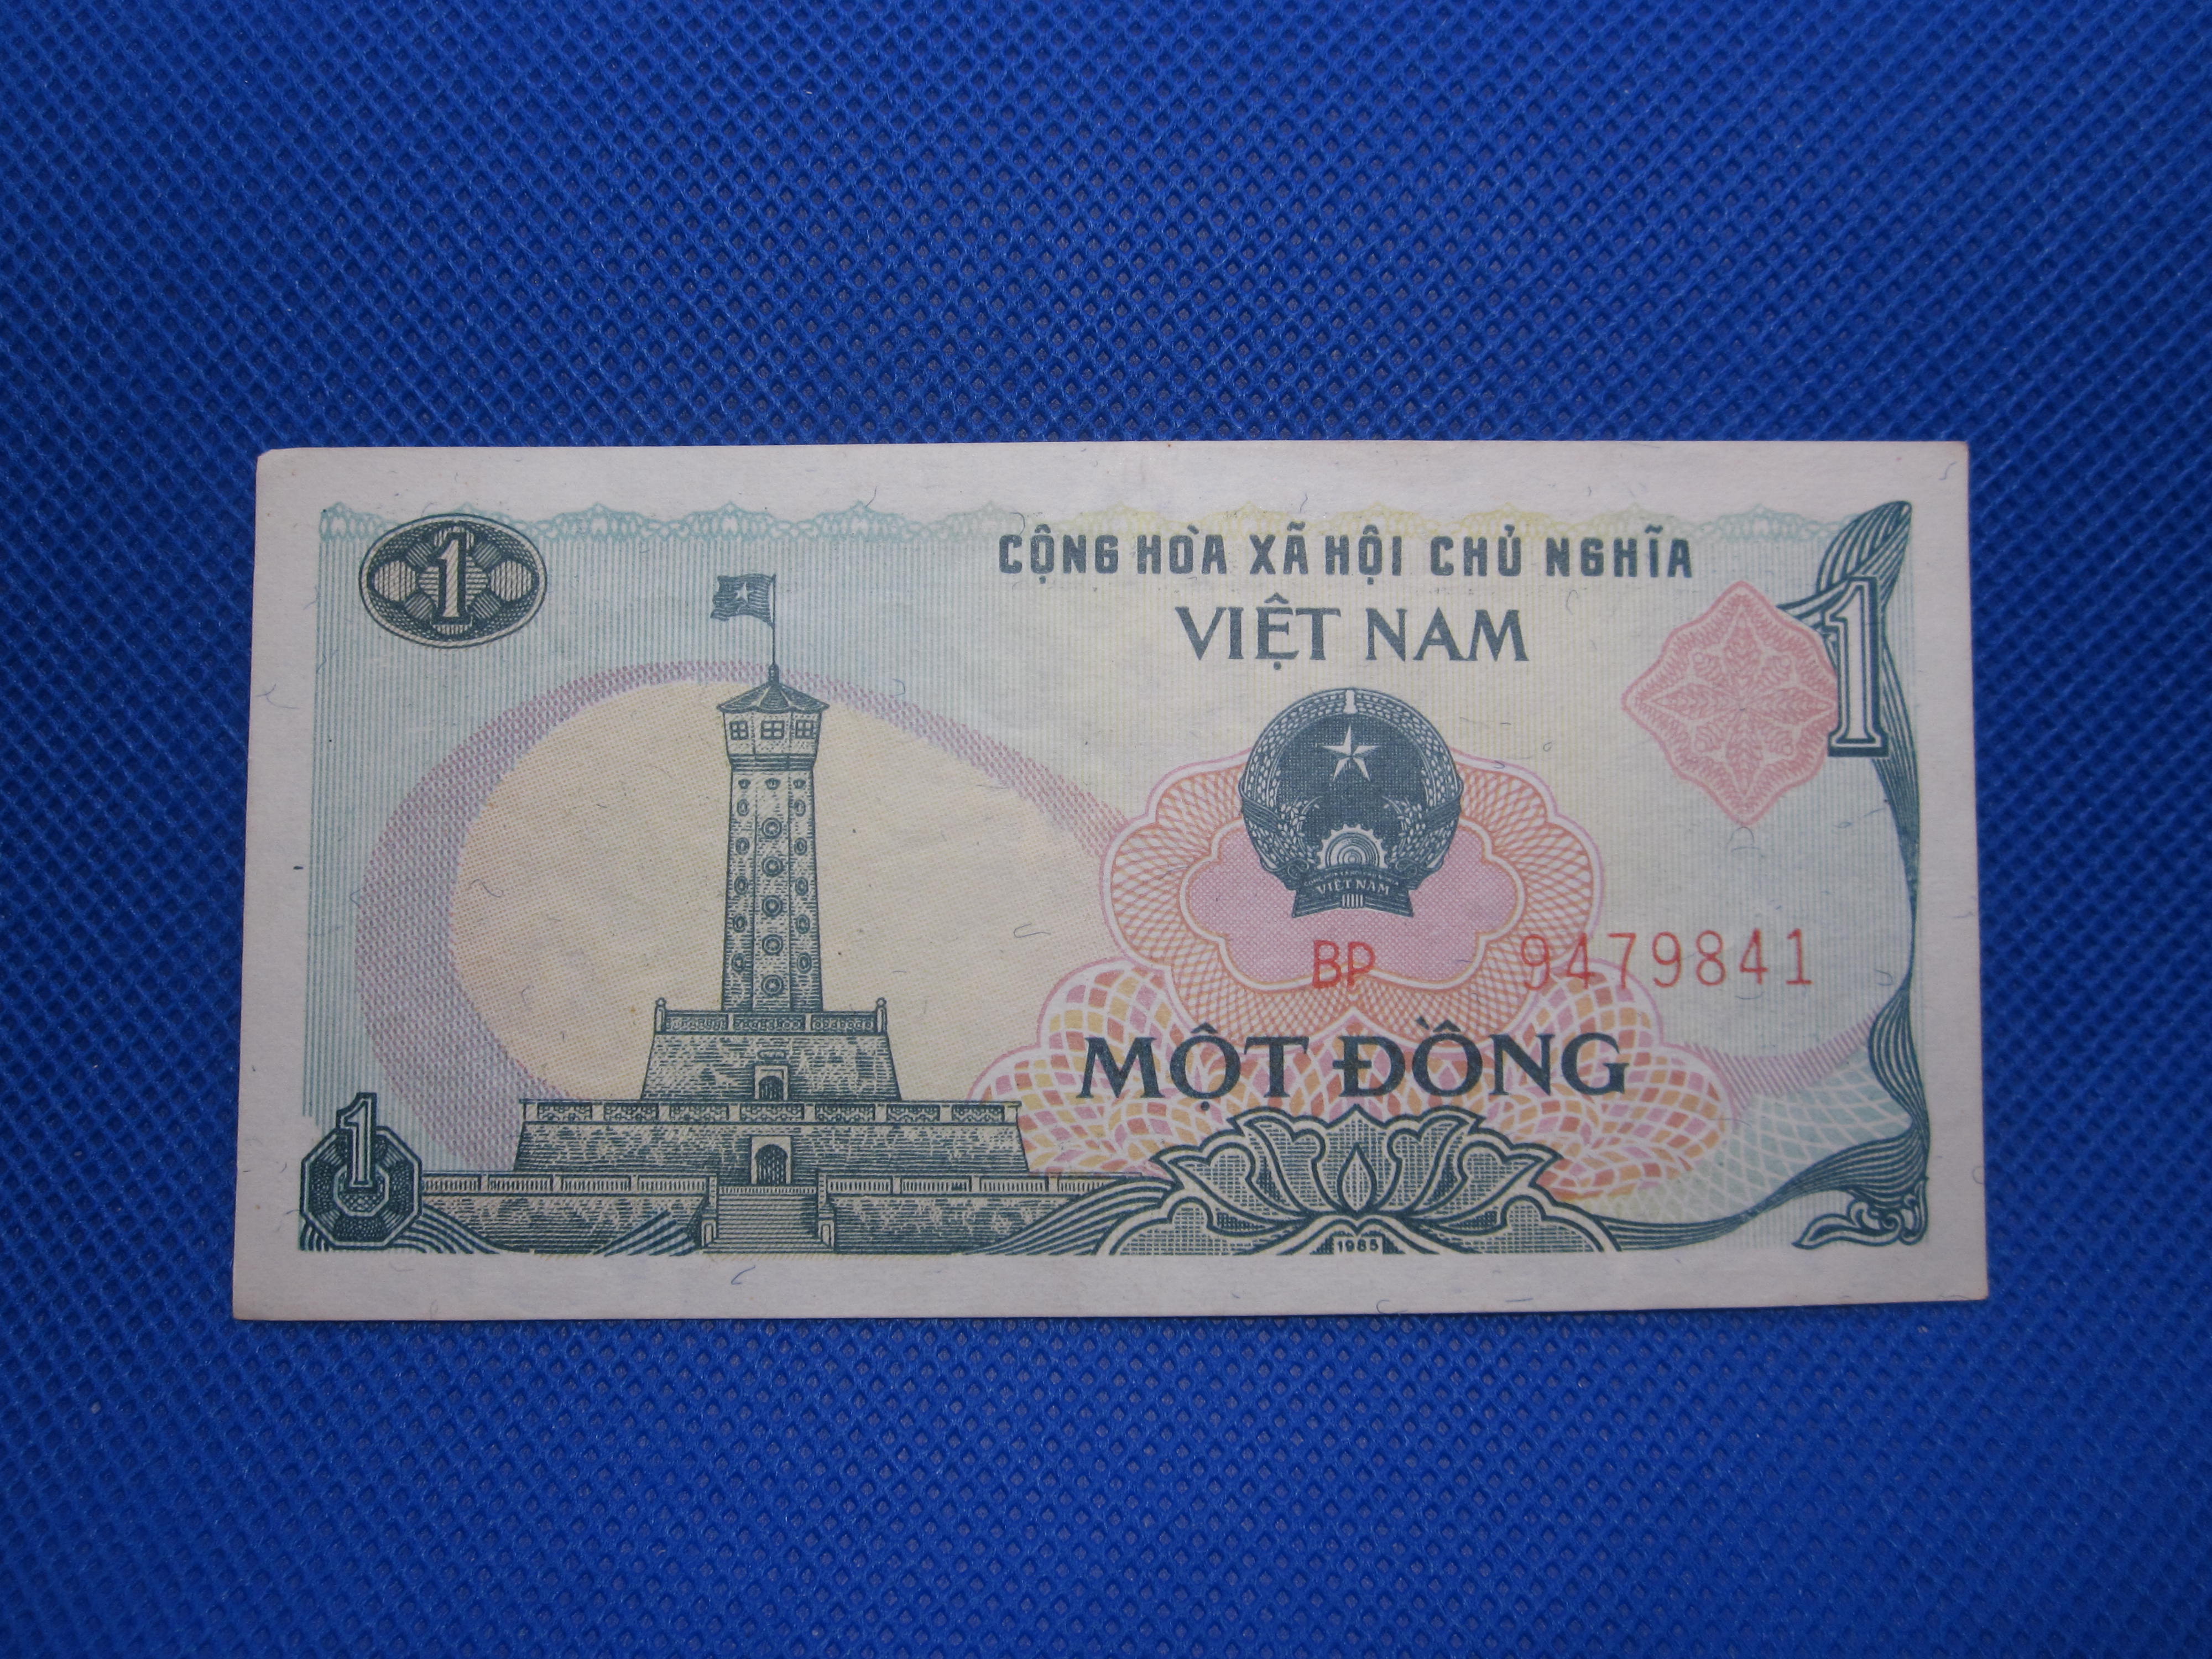 1
CỘNG HÒA XÃ HỘI CHỦ NGHĨA
VIỆT NAM
1
VIỆT NAM
BP 9479841
MỘT ĐỒNG
1
1985